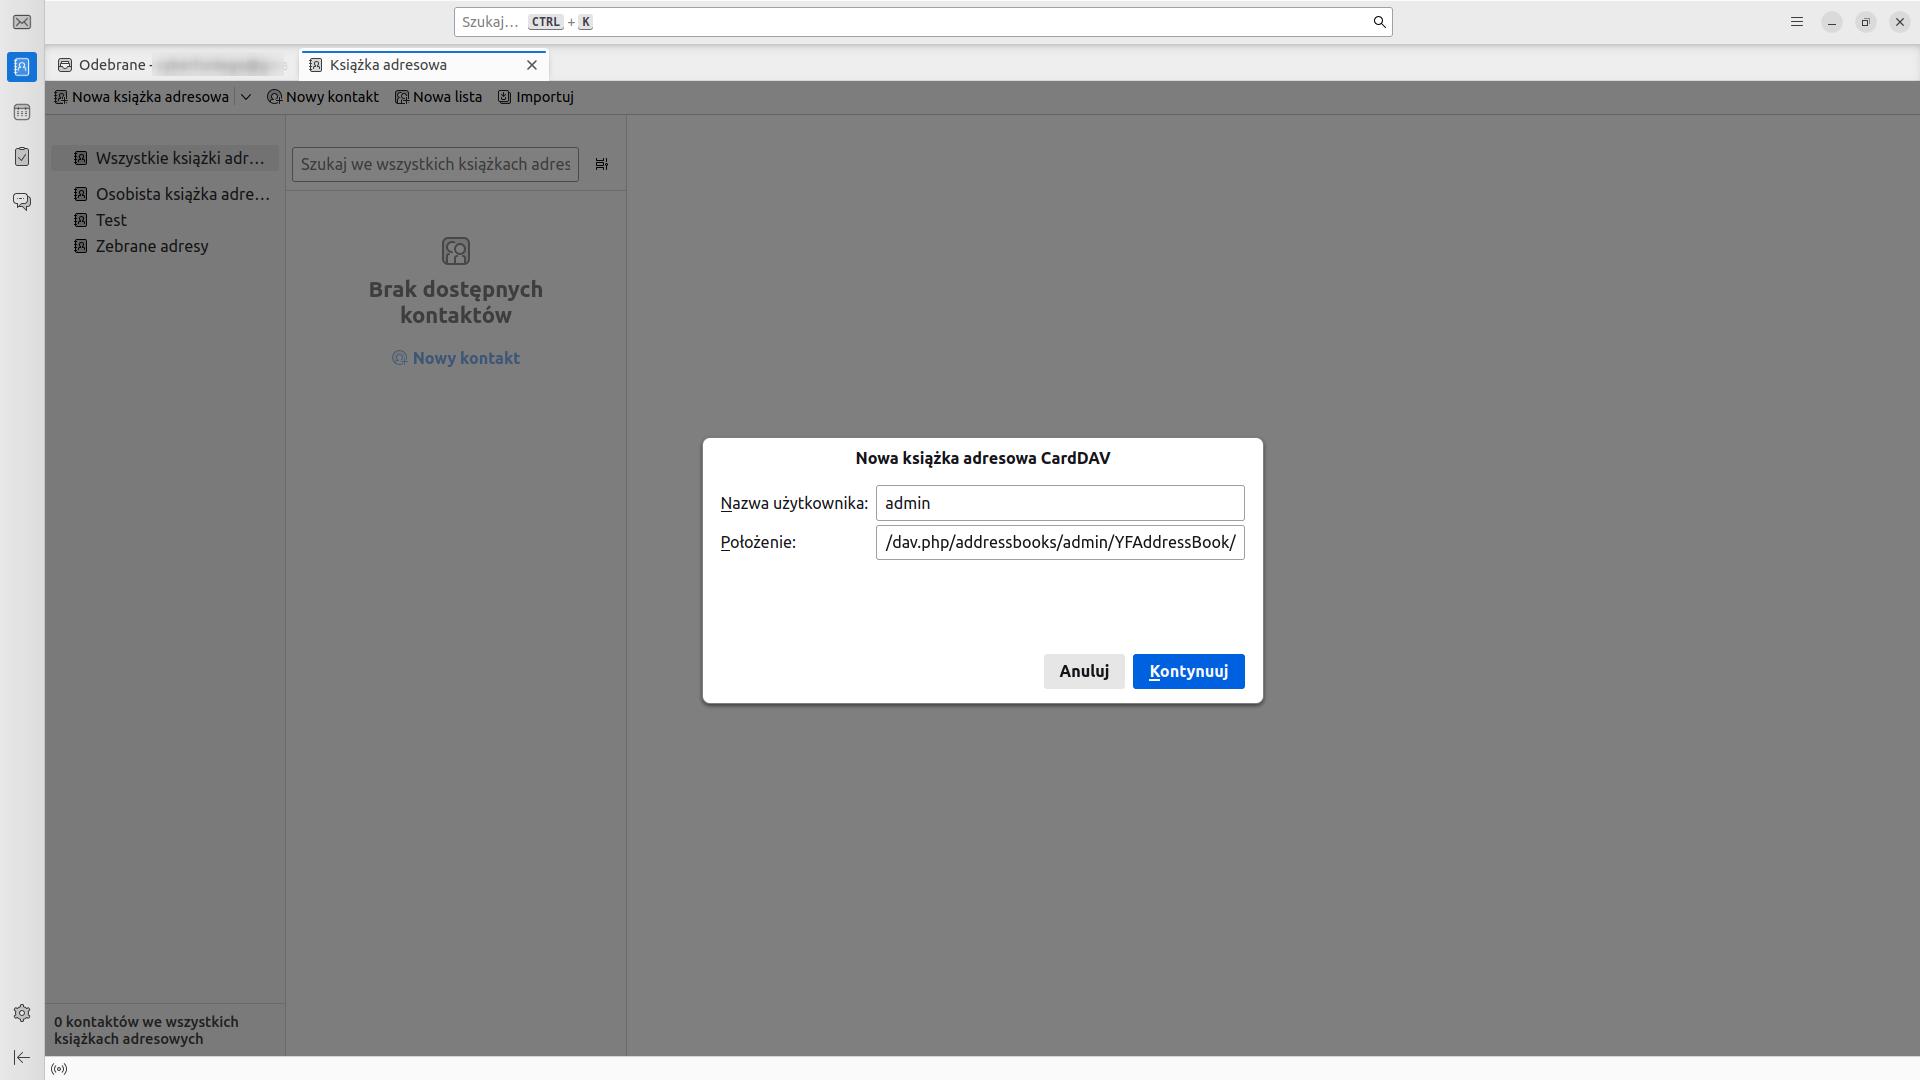 Szukaj… CTRL + K
Odebrane -
Książka adresowa
Nowa książka adresowa
Nowy kontakt
Nowa lista
Importuj
Wszystkie książki adr…
Osobista książka adre…
Test
Zebrane adresy
Szukaj we wszystkich książkach adres
Brak dostępnych
kontaktów
Nowy kontakt
Nowa książka adresowa CardDAV
Nazwa użytkownika: admin
Położenie: /dav.php/addressbooks/admin/YFAddressBook/
Anuluj
Kontynuuj
0 kontaktów we wszystkich
książkach adresowych